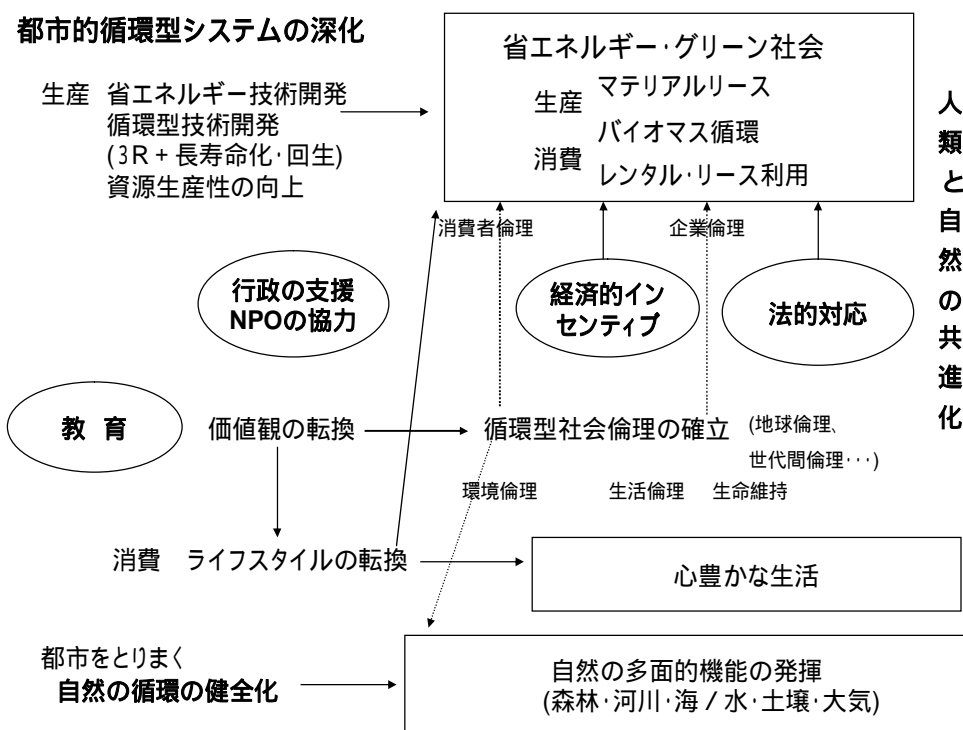 都市的循環型システムの深化
生産 省エネルギー技術開発
循環型技術開発
(3R+長寿命化・回生)
資源生産性の向上
省エネルギー・グリーン社会
生産 マテリアルリース
バイオマス循環
消費 レンタル・リース利用
人類と自然の共進化
消費者倫理
企業倫理
行政の支援
NPOの協力
経済的イン
センティブ
法的対応
教 育
価値観の転換
循環型社会倫理の確立
(地球倫理、
世代間倫理・・・)
環境倫理
生活倫理
生命維持
消費 ライフスタイルの転換
心豊かな生活
都市をとりまく
自然の循環の健全化
自然の多面的機能の発揮
(森林・河川・海/水・土壌・大気)